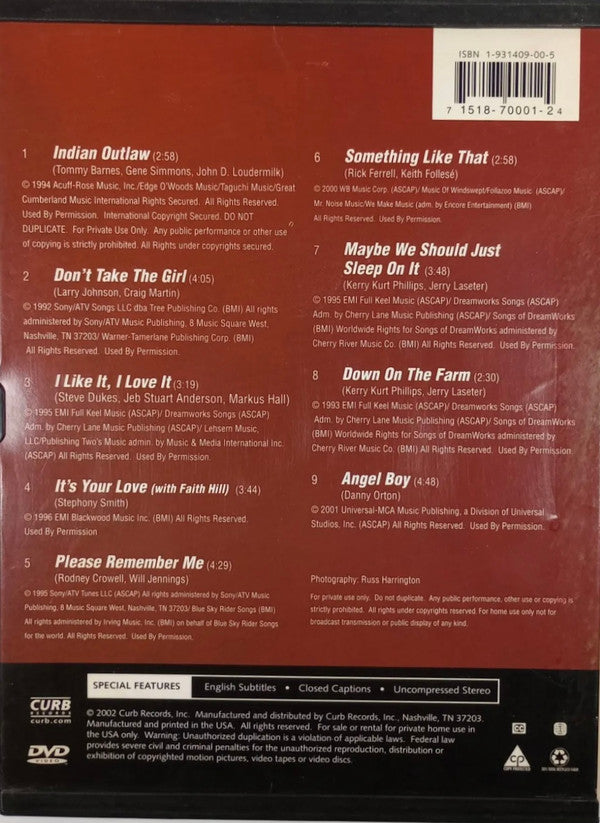 ISBN 1-931409-00-5
7 15187-0001-2 4
1 Indian Outlaw (2:58)
(Tommy Barnes, Gene Simmons, John D. Loudermilk)
© 1994 Acuff-Rose Music, Inc./Edge O'Woods Music/Taguchi Music/Great
Cumberland Music International Rights Secured. All Rights Reserved.
Used By Permission. International Copyright Secured. DO NOT
DUPLICATE. For Private Use Only. Any public performance or other use
of copying is strictly prohibited. All Rights under copyrights secured.
2 Don't Take The Girl (4:05)
(Larry Johnson, Craig Martin)
© 1992 Sony/ATV Songs LLC dba Tree Publishing Co. (BMI) All rights
administered by Sony/ATV Music Publishing, 8 Music Square West,
Nashville, TN 37203/ Warner-Tamerlane Publishing Corp. (BMI)
All Rights Reserved. Used By Permission.
3 I Like It, I Love It (3:19)
(Steve Dukes, Jeb Stuart Anderson, Markus Hall)
© 1995 EMI Full Keel Music (ASCAP)/ Dreamworks Songs (ASCAP)
Adm. by Cherry Lane Music Publishing (ASCAP)/ Lehsem Music,
LLC/Publishing Two's Music admin. by Music & Media International Inc.
(ASCAP) All Rights Reserved. Used By Permission.
4 It's Your Love (with Faith Hill) (3:44)
(Stephony Smith)
© 1996 EMI Blackwood Music Inc. (BMI) All Rights Reserved.
Used By Permission
5 Please Remember Me (4:29)
(Rodney Crowell, Will Jennings)
© 1995 Sony/ATV Tunes LLC (ASCAP) All rights administered by Sony/ATV Music
Publishing, 8 Music Square West, Nashville, TN 37203/ Blue Sky Rider Songs (BMI)
All rights administered by Irving Music, Inc. (BMI) on behalf of Blue Sky Rider Songs
for the world. All Rights Reserved. Used By Permission.
6 Something Like That (2:58)
(Rick Ferrell, Keith Follesé)
© 2000 WB Music Corp. (ASCAP)/ Music Of Windswept/Follazoo Music (ASCAP)/
Mr. Noise Music/We Make Music (adm. by Encore Entertainment) (BMI)
All Rights Reserved. Used By Permission.
7 Maybe We Should Just
Sleep On It (3:48)
(Kerry Kurt Phillips, Jerry Laseter)
© 1995 EMI Full Keel Music (ASCAP)/ Dreamworks Songs (ASCAP)
Adm. by Cherry Lane Music Publishing (ASCAP)/ Songs of DreamWorks
(BMI) Worldwide Rights for Songs of DreamWorks administered by
Cherry River Music Co. (BMI). All Rights Reserved. Used By Permission.
8 Down On The Farm (2:30)
(Kerry Kurt Phillips, Jerry Laseter)
© 1993 EMI Full Keel Music (ASCAP)/ Dreamworks Songs (ASCAP)
Adm. by Cherry Lane Music Publishing (ASCAP)/ Songs of DreamWorks
(BMI) Worldwide Rights for Songs of DreamWorks administered by
Cherry River Music Co. (BMI). All Rights Reserved. Used By Permission.
9 Angel Boy (4:48)
(Danny Orton)
© 2001 Universal-MCA Music Publishing, a Division of Universal
Studios, Inc. (ASCAP) All Rights Reserved. Used By Permission.
Photography: Russ Harrington
For private use only. Do not duplicate. Any public performance, other use or copying is
strictly prohibited. All rights under copyrights reserved. For home use only not for
broadcast transmission or public display of any kind.
SPECIAL FEATURES English Subtitles • Closed Captions • Uncompressed Stereo
CURB
RECORDS
curb.com
© 2002 Curb Records, Inc. Manufactured and distributed by Curb Records, Inc., Nashville, TN 37203.
Manufactured and printed in the USA. All rights reserved. For sale or rental for private home use in
the USA only. Warning: Unauthorized duplication is a violation of applicable laws. Federal law
provides severe civil and criminal penalties for the unauthorized reproduction, distribution or
exhibition of copyrighted motion pictures, video tapes or video discs.
DVD
VIDEO
CC
cp
COPY PROTECTED